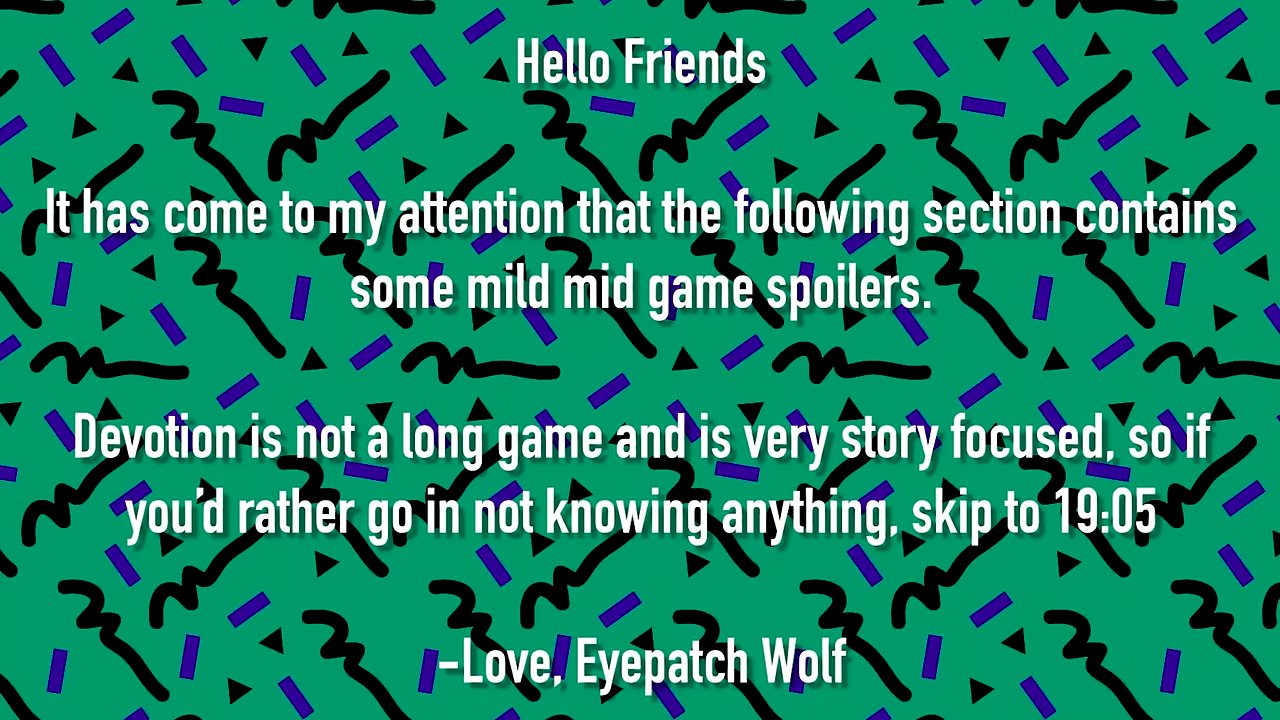 Hello Friends
It has come to my attention that the following section contains
some mild mid game spoilers.
Devotion is not a long game and is very story focused, so if
you'd rather go in not knowing anything, skip to 19:05
-Love, Eyepatch Wolf